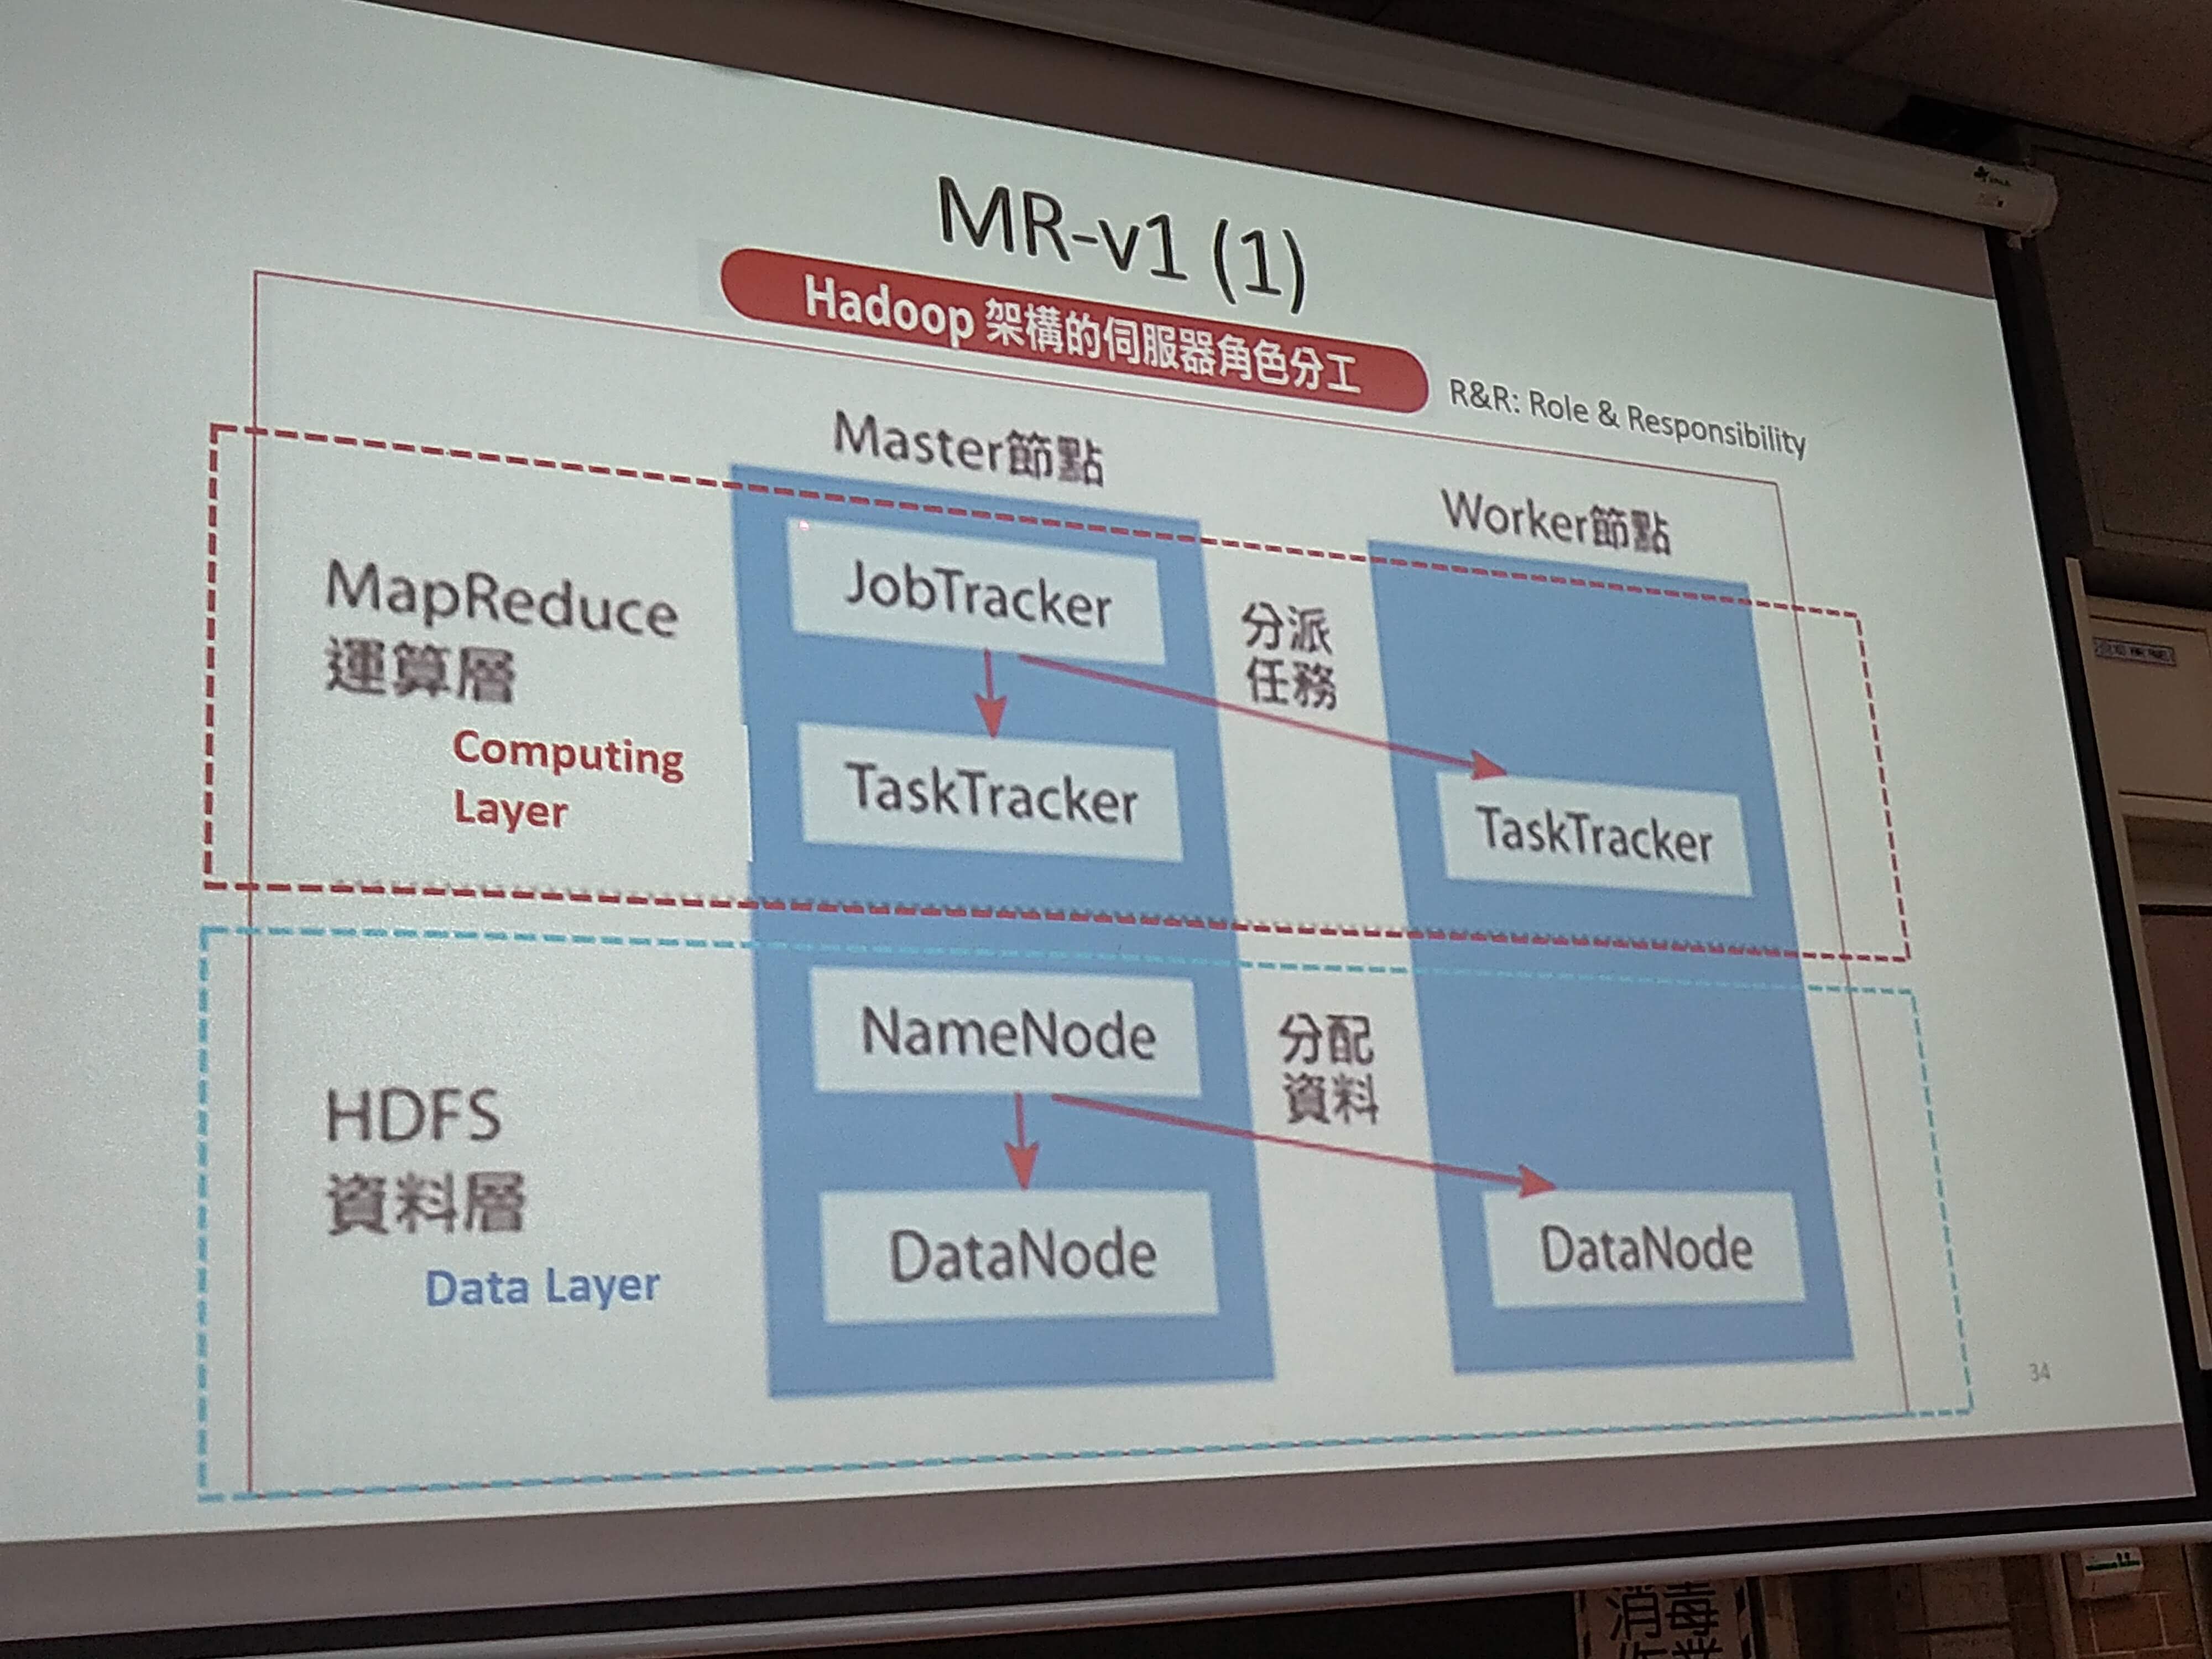 MR-v1 (1)
Hadoop 架構的伺服器角色分工
R&R: Role & Responsibility
Master節點
Worker節點
MapReduce
運算層
Computing
Layer
JobTracker
分派
任務
TaskTracker
TaskTracker
HDFS
資料層
Data Layer
NameNode
分配
資料
DataNode
DataNode
34
消毒